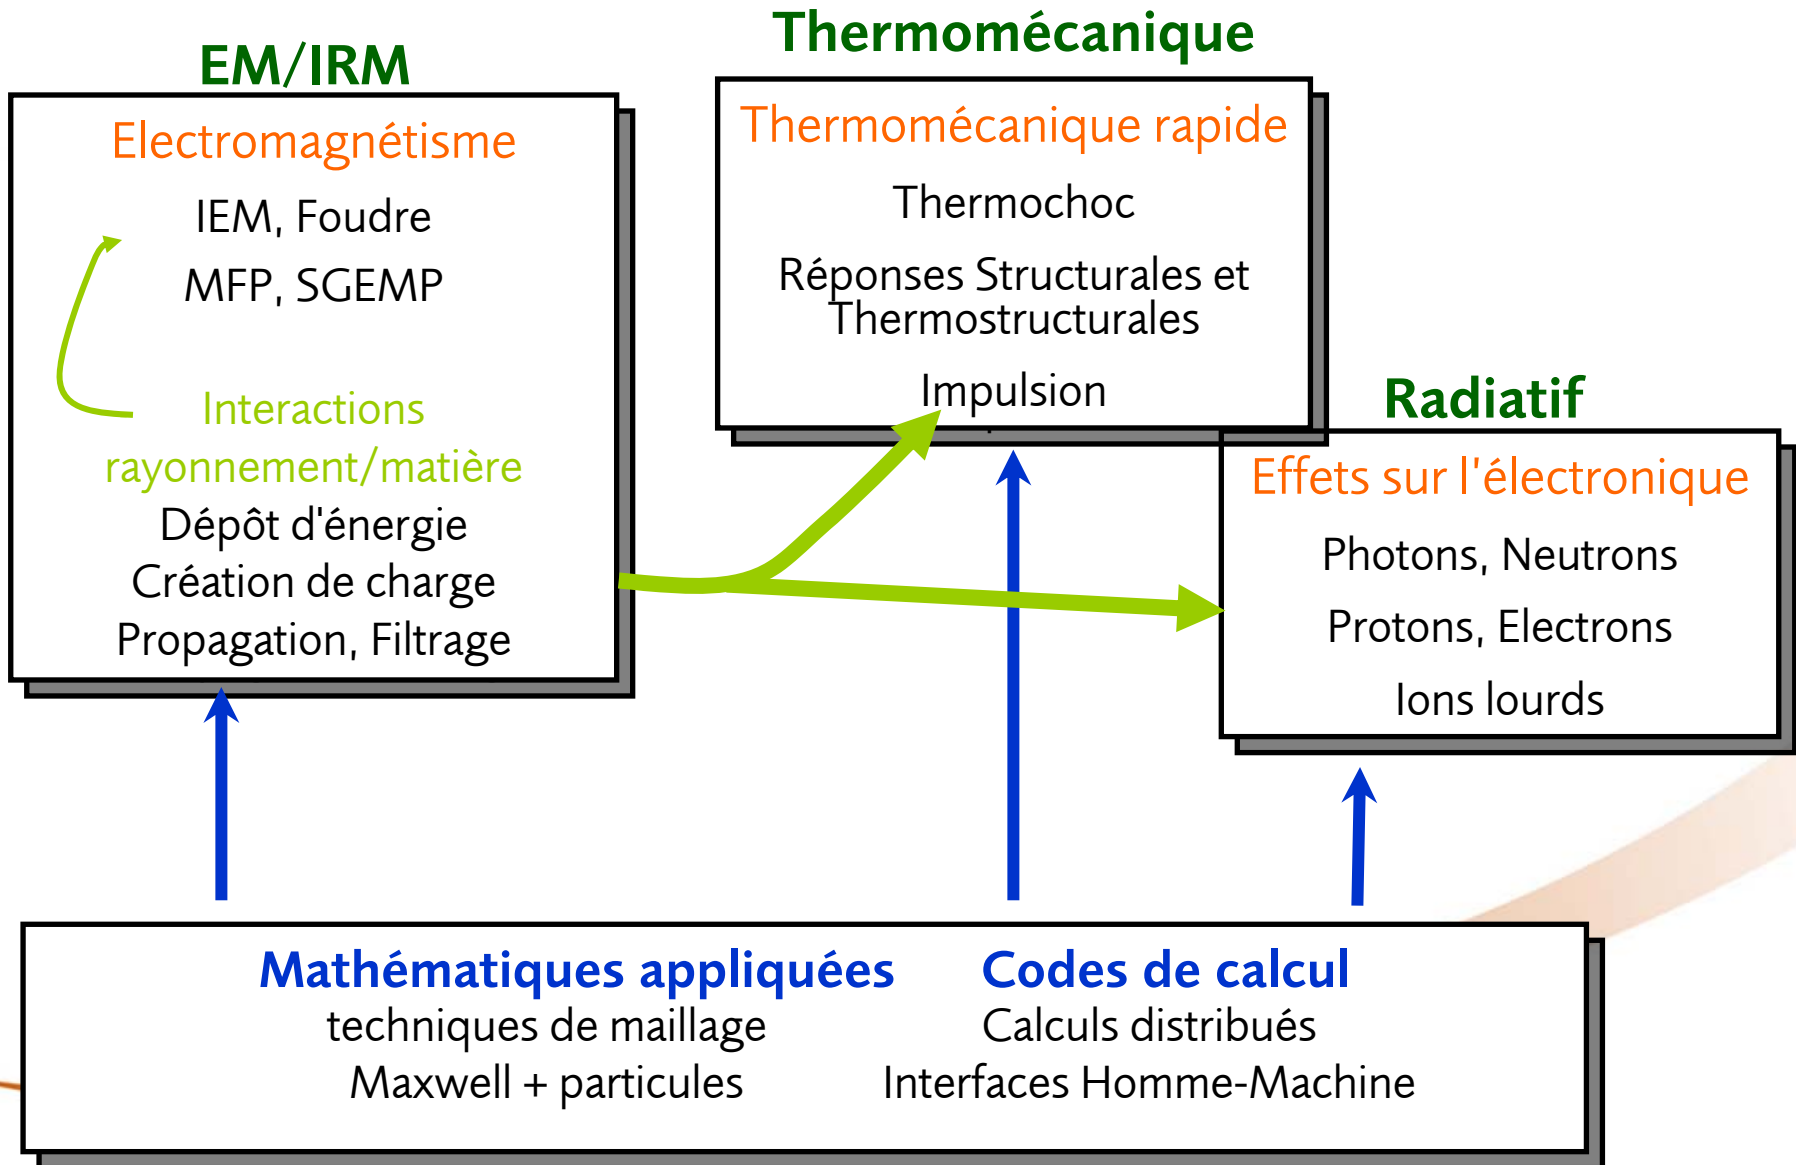 EM/IRM
Electromagnétisme
IEM, Foudre
MFP, SGEMP
Interactions
rayonnement/matière
Dépôt d'énergie
Création de charge
Propagation, Filtrage
Thermomécanique
Thermomécanique rapide
Thermochoc
Réponses Structurales et
Thermostructurales
Impulsion
Radiatif
Effets sur l'électronique
Photons, Neutrons
Protons, Electrons
Ions lourds
Mathématiques appliquées
techniques de maillage
Maxwell + particules
Codes de calcul
Calculs distribués
Interfaces Homme-Machine